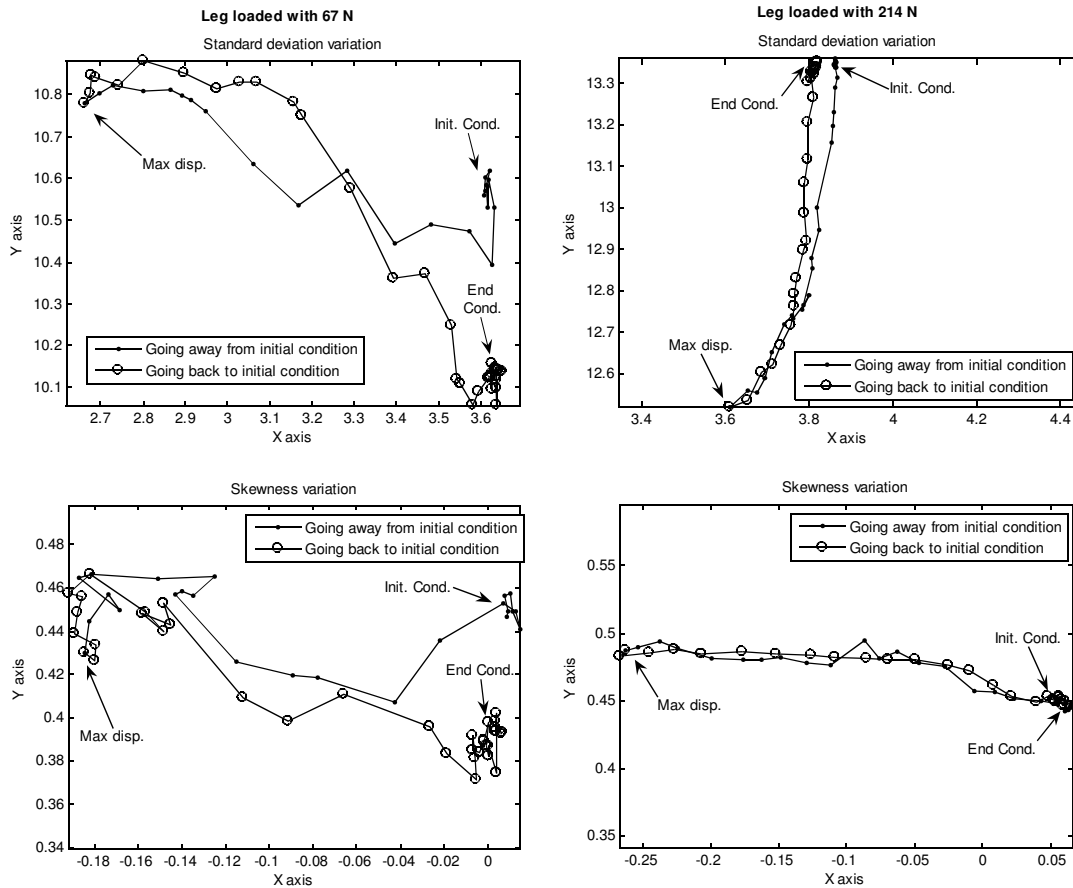 Leg loaded with 67 N
Standard deviation variation
10.8
10.7
10.6
10.5
10.4
10.3
10.2
10.1
Y axis
Init. Cond.
Max disp.
End
Cond.
Going away from initial condition
Going back to initial condition
2.7 2.8 2.9 3 3.1 3.2 3.3 3.4 3.5 3.6
X axis
Leg loaded with 214 N
Standard deviation variation
13.3
13.2
13.1
13
12.9
12.8
12.7
12.6
Y axis
End Cond.
Init. Cond.
Max disp.
Going away from initial condition
Going back to initial condition
3.4 3.6 3.8 4 4.2 4.4
X axis
Skewness variation
0.48
0.46
0.44
0.42
0.4
0.38
0.36
0.34
Y axis
Going away from initial condition
Going back to initial condition
Init. Cond.
End Cond.
Max disp.
-0.18 -0.16 -0.14 -0.12 -0.1 -0.08 -0.06 -0.04 -0.02 0
X axis
Skewness variation
0.55
0.5
0.45
0.4
0.35
Y axis
Going away from initial condition
Going back to initial condition
Init. Cond.
Max disp.
End Cond.
-0.25 -0.2 -0.15 -0.1 -0.05 0 0.05
X axis